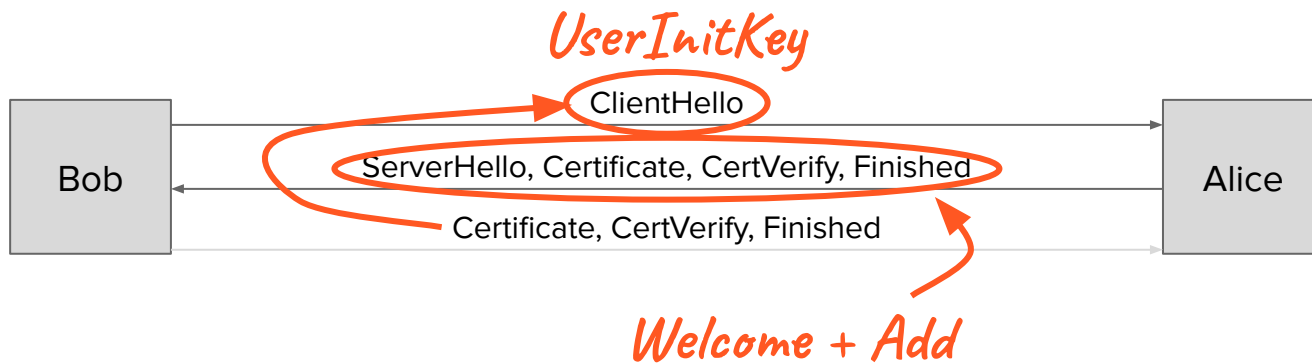 UserInitKey
ClientHello
Bob
ServerHello, Certificate, CertVerify, Finished
Alice
Certificate, CertVerify, Finished
Welcome + Add